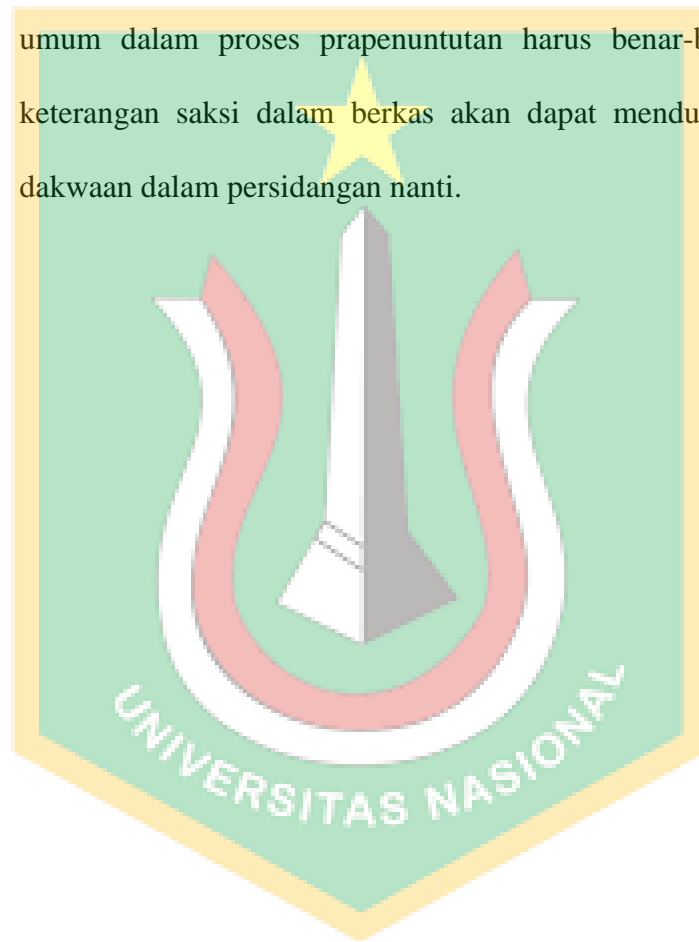 umum dalam proses prapenuntutan harus benar-b
keterangan saksi dalam berkas akan dapat mendu
dakwaan dalam persidangan nanti.
UNIVERSITAS NASIONAL